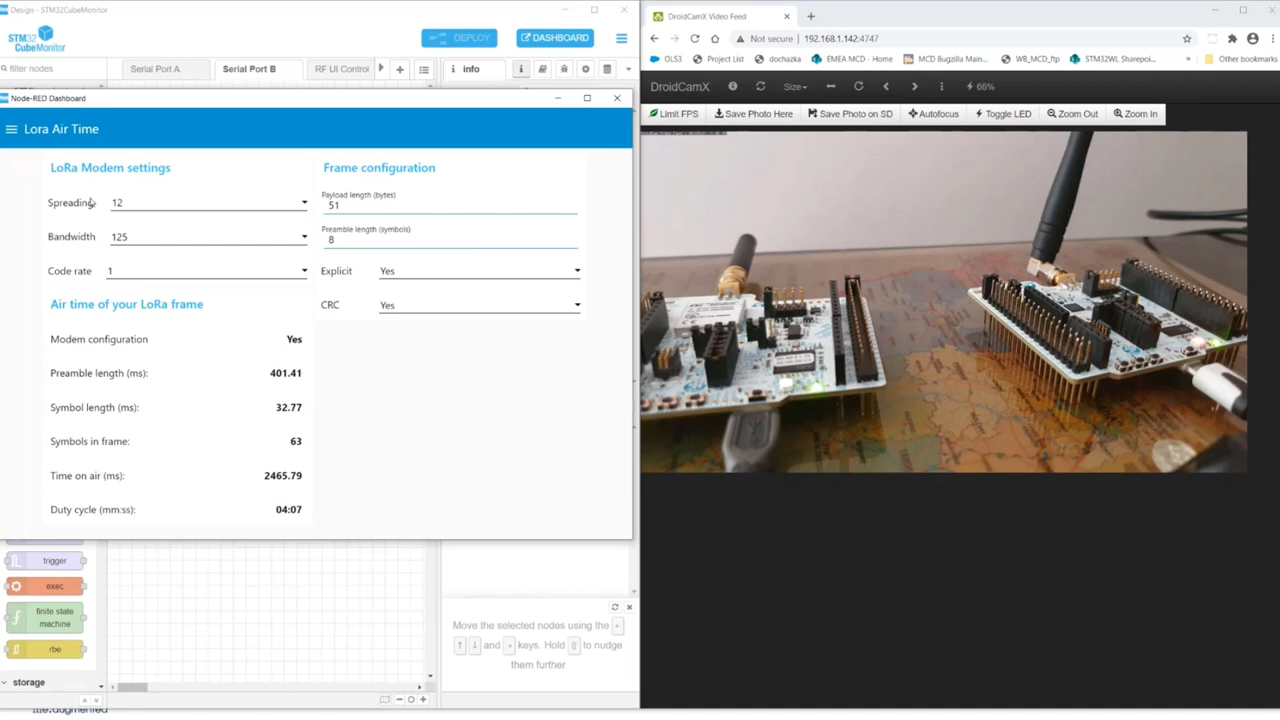 Design - STM32CubeMonitor
STM32
CubeMonitor
DEPLOY
DASHBOARD
filter nodes
Serial Port A
Serial Port B
RF UI Control
info
Node-RED Dashboard
Lora Air Time
LoRa Modem settings
Spreading
12
Bandwidth
125
Code rate
1
Air time of your LoRa frame
Modem configuration
Yes
Preamble length (ms):
401.41
Symbol length (ms):
32.77
Symbols in frame:
63
Time on air (ms):
2465.79
Duty cycle (mm:ss):
04:07
Frame configuration
Payload length (bytes)
51
Preamble length (symbols)
8
Explicit
Yes
CRC
Yes
trigger
exec
finite state
machine
rbe
storage
Move the selected nodes using the ←
↑ ↓ and → keys. Hold ⇧ to nudge
them further
life.augmented
DroidCamX Video Feed
Not secure
192.168.1.142:4747
OLS3
Project List
dochazka
EMEA MCD - Home
MCD Bugzilla Main...
WB_MCD_ftp
STM32WL Sharepoi...
Other bookmarks
DroidCamX
Size
66%
Limit FPS
Save Photo Here
Save Photo on SD
Autofocus
Toggle LED
Zoom Out
Zoom In